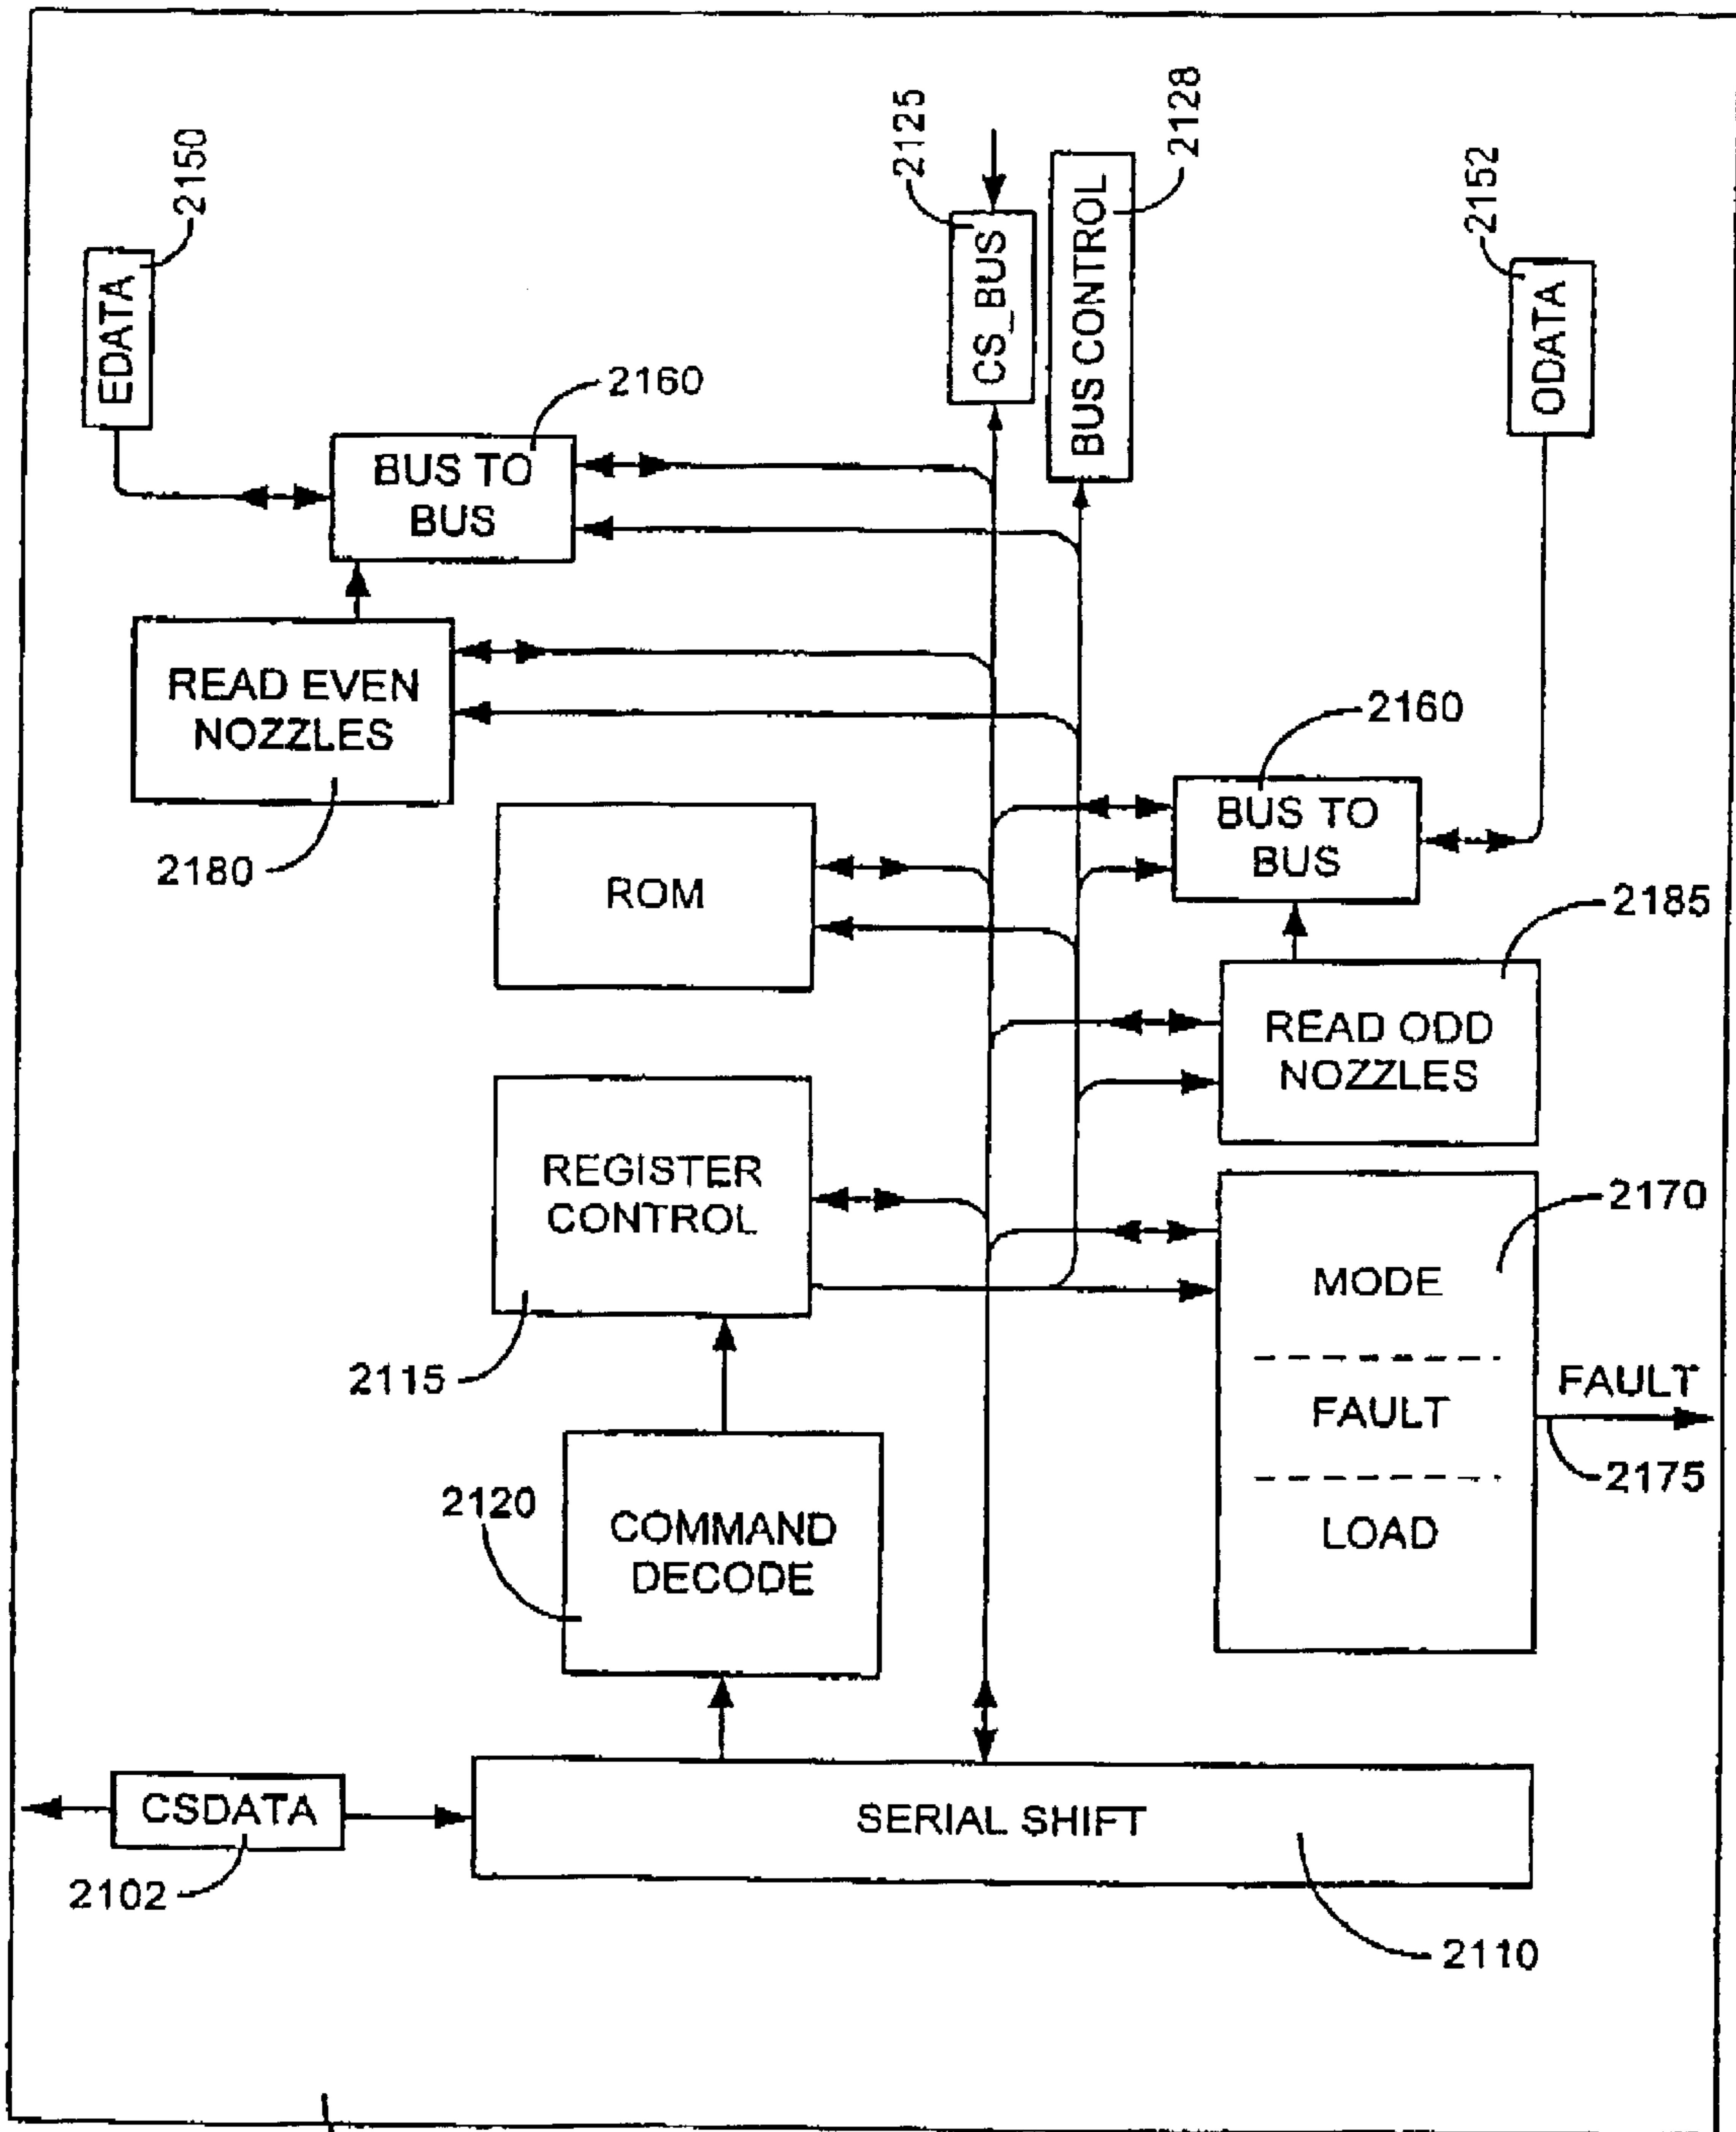 EDATA
2150
2125
CS_BUS
2128
BUS CONTROL
2152
ODATA
2160
BUS TO
BUS
READ EVEN
NOZZLES
2180
2160
BUS TO
BUS
ROM
2185
READ ODD
NOZZLES
REGISTER
CONTROL
2115
2170
MODE
FAULT
LOAD
FAULT
2175
2120
COMMAND
DECODE
CSDATA
2102
SERIAL SHIFT
2110